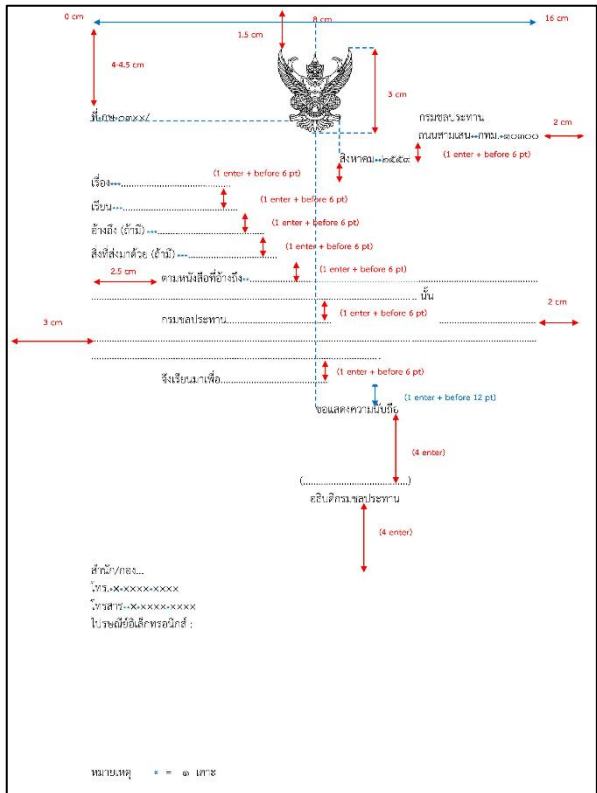 0 cm 8 cm 16 cm
1.5 cm
4-4.5 cm
3 cm
ที่ กษ ๐๓xx/ กรมชลประทาน
ถนนสามเสน**กทม.*๑๐๓๐๐ 2 cm
สิงหาคม**๒๕๕๔ (1 enter + before 6 pt)
(1 enter + before 6 pt)
เรื่อง**
เรียน** (1 enter + before 6 pt)
อ้างถึง (ถ้ามี) ** (1 enter + before 6 pt)
สิ่งที่ส่งมาด้วย (ถ้ามี) ** (1 enter + before 6 pt)
2.5 cm ตามหนังสือที่อ้างถึง** (1 enter + before 6 pt)
นั้น
กรมชลประทาน (1 enter + before 6 pt)
3 cm 2 cm
จึงเรียนมาเพื่อ (1 enter + before 6 pt)
(1 enter + before 12 pt)
ขอแสดงความนับถือ
(4 enter)
(..............................)
อธิบดีกรมชลประทาน
(4 enter)
สำนัก/กอง...
โทร.*x*xxxx*xxxx
โทรสาร**x*xxxx*xxxx
ไปรษณีย์อิเล็กทรอนิกส์ :
หมายเหตุ * = ๑ เคาะ